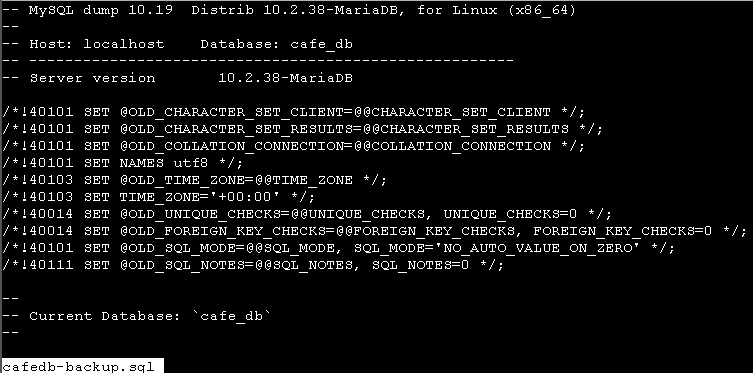 -- MySQL dump 10.19  Distrib 10.2.38-MariaDB, for Linux (x86_64)
--
-- Host: localhost    Database: cafe_db
-- ------------------------------------------------------
-- Server version       10.2.38-MariaDB
/*!40101 SET @OLD_CHARACTER_SET_CLIENT=@@CHARACTER_SET_CLIENT */;
/*!40101 SET @OLD_CHARACTER_SET_RESULTS=@@CHARACTER_SET_RESULTS */;
/*!40101 SET @OLD_COLLATION_CONNECTION=@@COLLATION_CONNECTION */;
/*!40101 SET NAMES utf8 */;
/*!40103 SET @OLD_TIME_ZONE=@@TIME_ZONE */;
/*!40103 SET TIME_ZONE='+00:00' */;
/*!40014 SET @OLD_UNIQUE_CHECKS=@@UNIQUE_CHECKS, UNIQUE_CHECKS=0 */;
/*!40014 SET @OLD_FOREIGN_KEY_CHECKS=@@FOREIGN_KEY_CHECKS, FOREIGN_KEY_CHECKS=0 */;
/*!40101 SET @OLD_SQL_MODE=@@SQL_MODE, SQL_MODE='NO_AUTO_VALUE_ON_ZERO' */;
/*!40111 SET @OLD_SQL_NOTES=@@SQL_NOTES, SQL_NOTES=0 */;
--
-- Current Database: `cafe_db`
--
cafedb-backup.sql